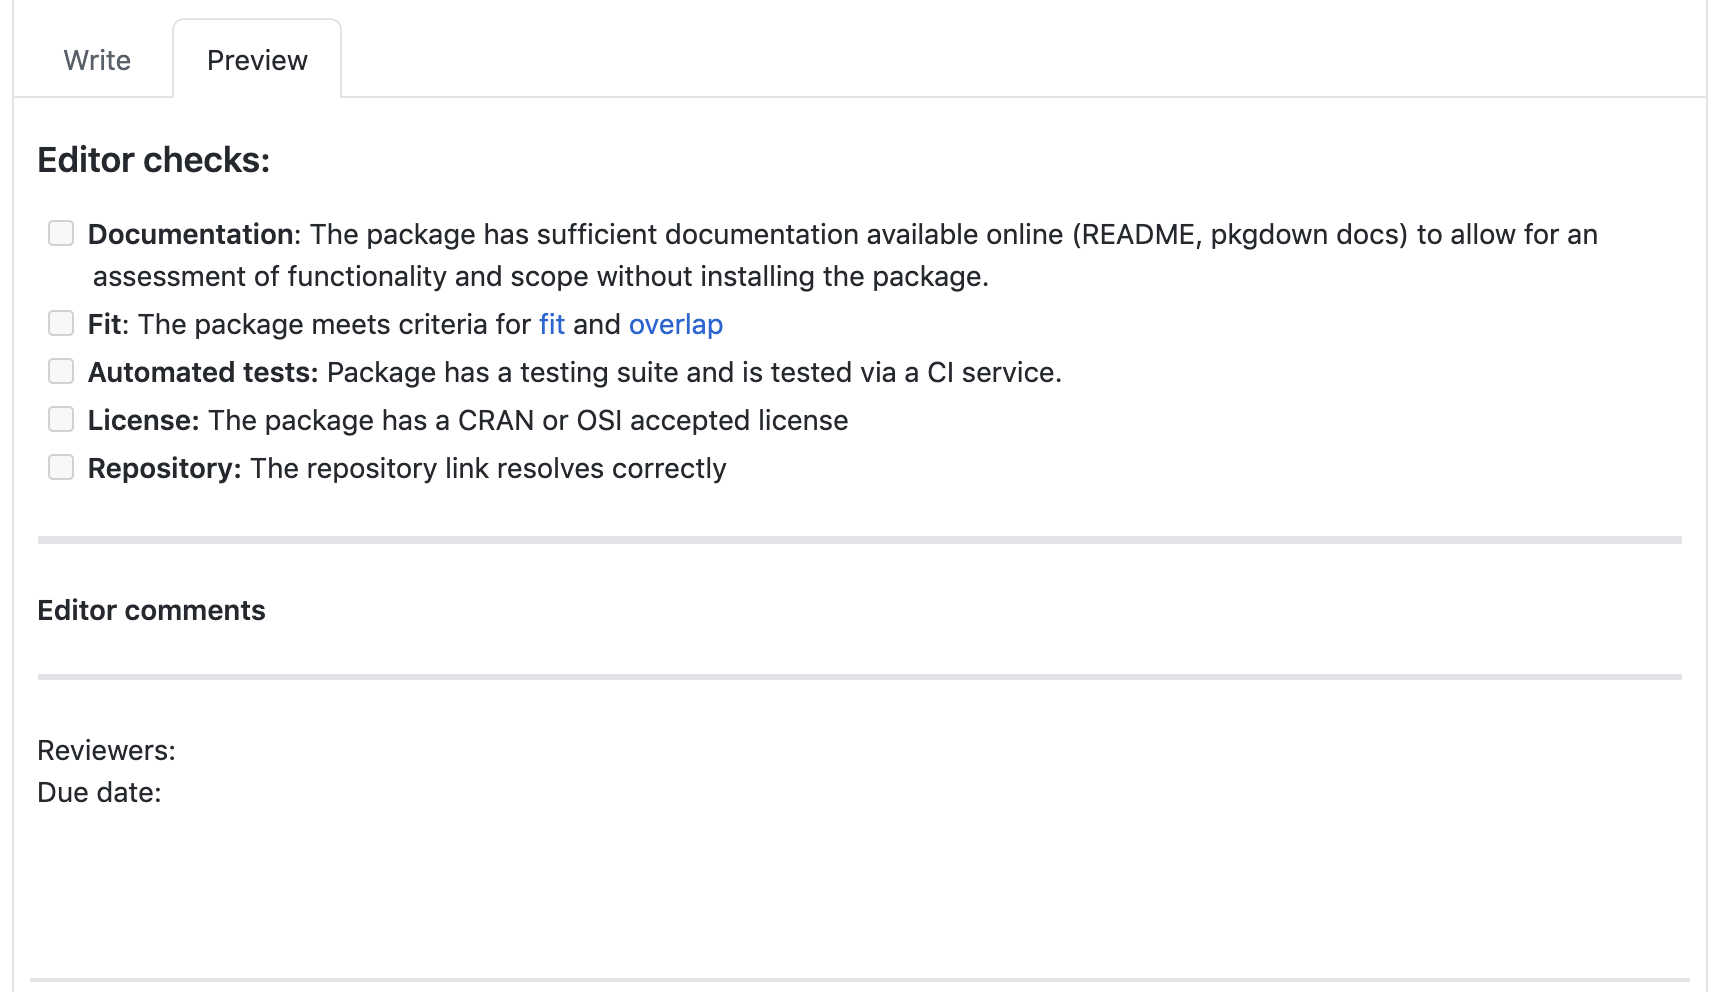 Write Preview
Editor checks:
Documentation: The package has sufficient documentation available online (README, pkgdown docs) to allow for an
assessment of functionality and scope without installing the package.
Fit: The package meets criteria for fit and overlap
Automated tests: Package has a testing suite and is tested via a CI service.
License: The package has a CRAN or OSI accepted license
Repository: The repository link resolves correctly
Editor comments
Reviewers:
Due date: